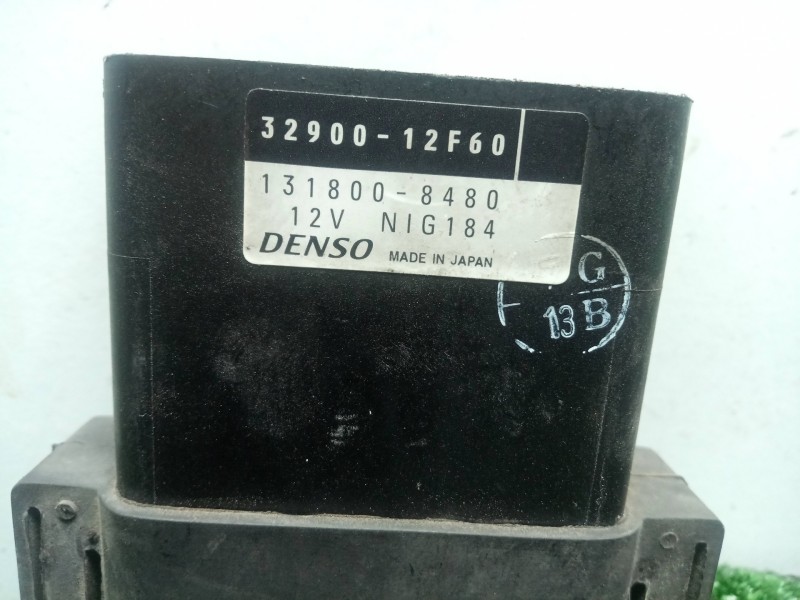 32900-12F60
131800-8480
12V NIG184
DENSO MADE IN JAPAN
G
13 B